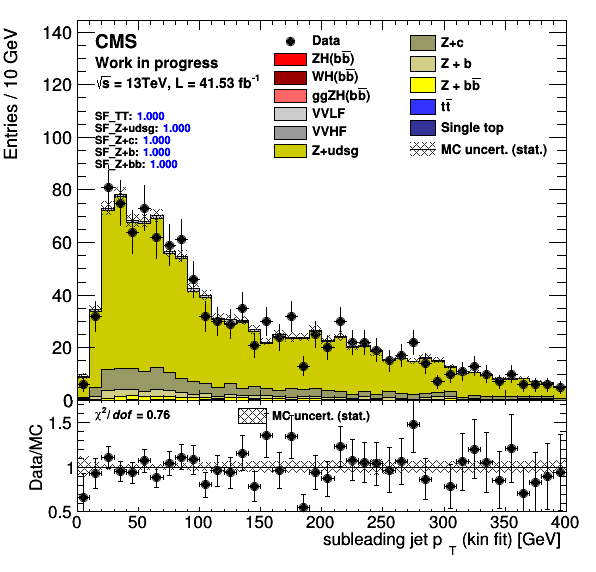 CMS
Work in progress
√s = 13TeV, L = 41.53 fb⁻¹
SF_TT: 1.000
SF_Z+udsg: 1.000
SF_Z+c: 1.000
SF_Z+b: 1.000
SF_Z+bb: 1.000
Data
ZH(bb̅)
WH(bb̅)
ggZH(bb̅)
VVLF
VVHF
Z+udsg
Z+c
Z + b
Z + bb̅
tt̅
Single top
MC uncert. (stat.)
Entries / 10 GeV
140
120
100
80
60
40
20
0
χ²/dof = 0.76
MC uncert. (stat.)
Data/MC
1.5
1
0.5
0 50 100 150 200 250 300 350 400
subleading jet p_T (kin fit) [GeV]